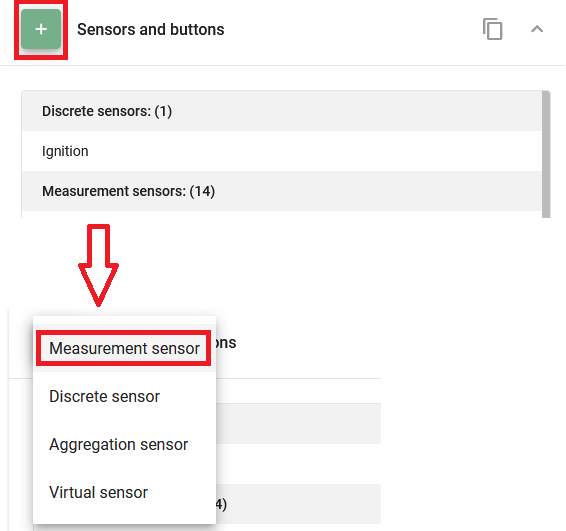 + Sensors and buttons
Discrete sensors: (1)
Ignition
Measurement sensors: (14)
Measurement sensor
ons
Discrete sensor
Aggregation sensor
4)
Virtual sensor